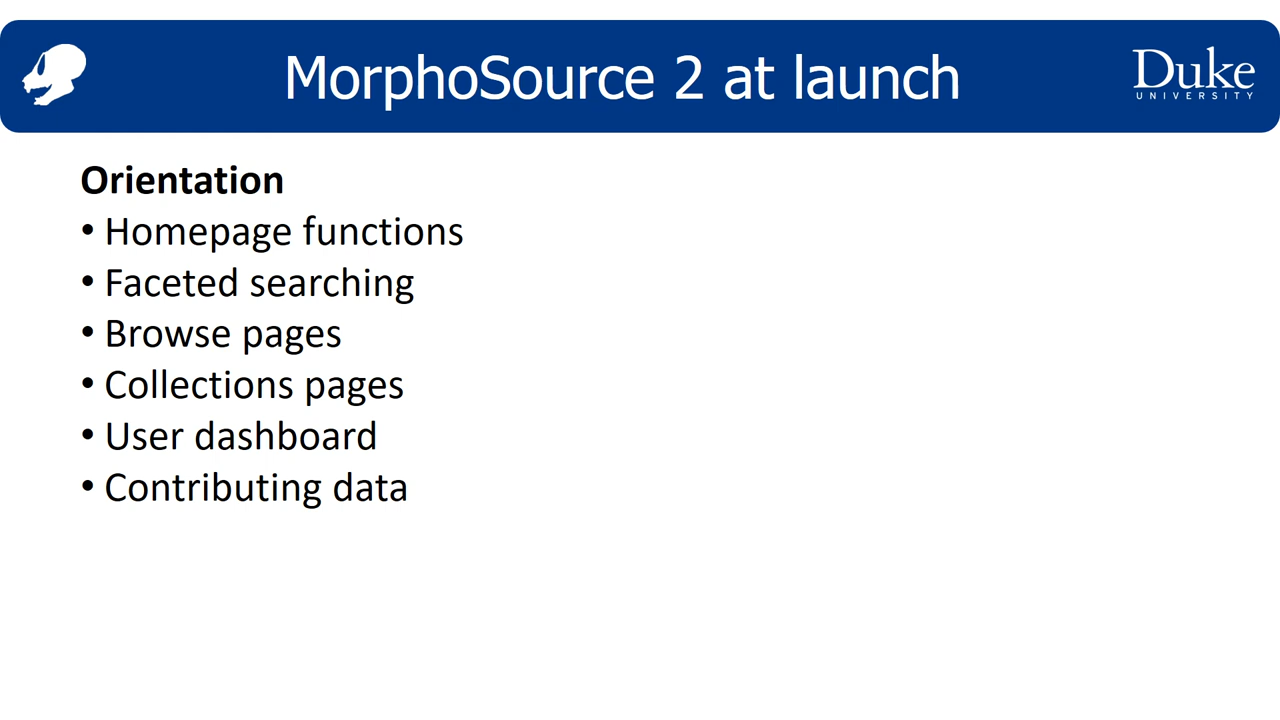 MorphoSource 2 at launch
Duke
UNIVERSITY
Orientation
• Homepage functions
• Faceted searching
• Browse pages
• Collections pages
• User dashboard
• Contributing data